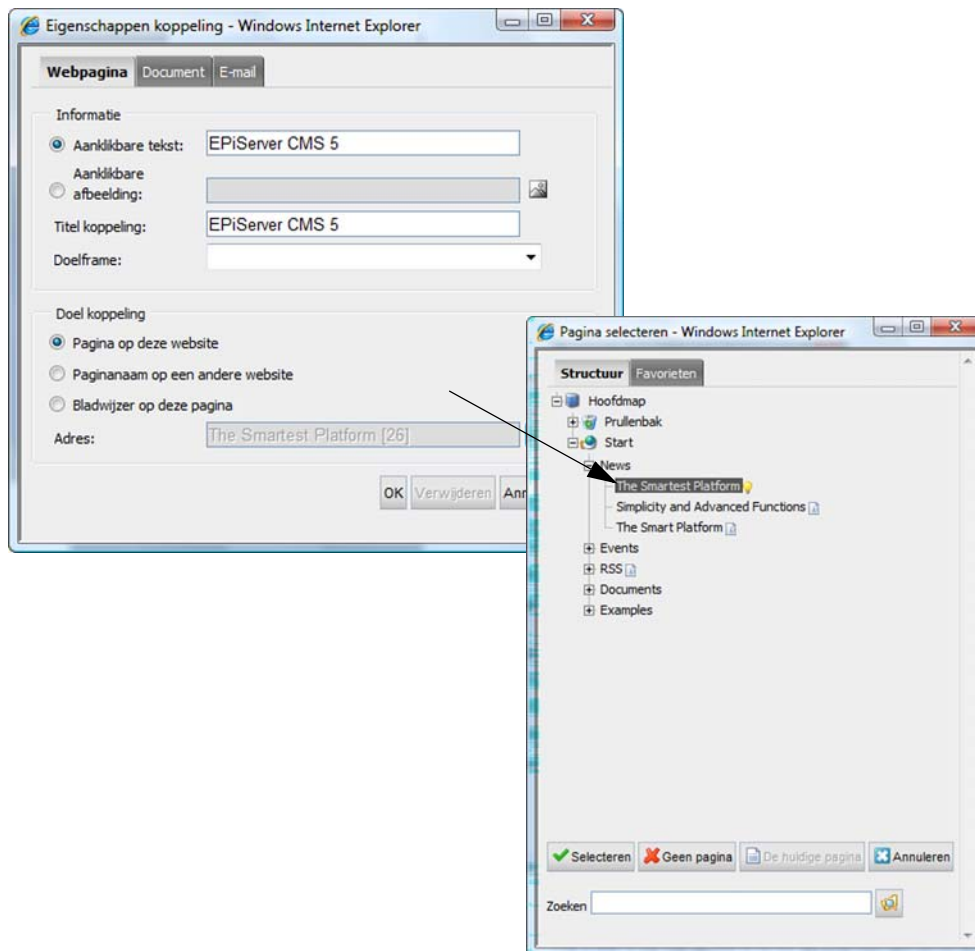 Eigenschappen koppeling - Windows Internet Explorer
Webpagina Document E-mail
Informatie
Aanklikbare tekst: EPiServer CMS 5
Aanklikbare
afbeelding:
Titel koppeling: EPiServer CMS 5
Doelframe:
Doel koppeling
Pagina op deze website
Paginanaam op een andere website
Bladwijzer op deze pagina
Adres: The Smartest Platform [26]
OK Verwijderen Ann
Pagina selecteren - Windows Internet Explorer
Structuur Favorieten
Hoofdmap
Prullenbak
Start
News
The Smartest Platform
Simplicity and Advanced Functions
The Smart Platform
Events
RSS
Documents
Examples
Selecteren Geen pagina De huidige pagina Annuleren
Zoeken